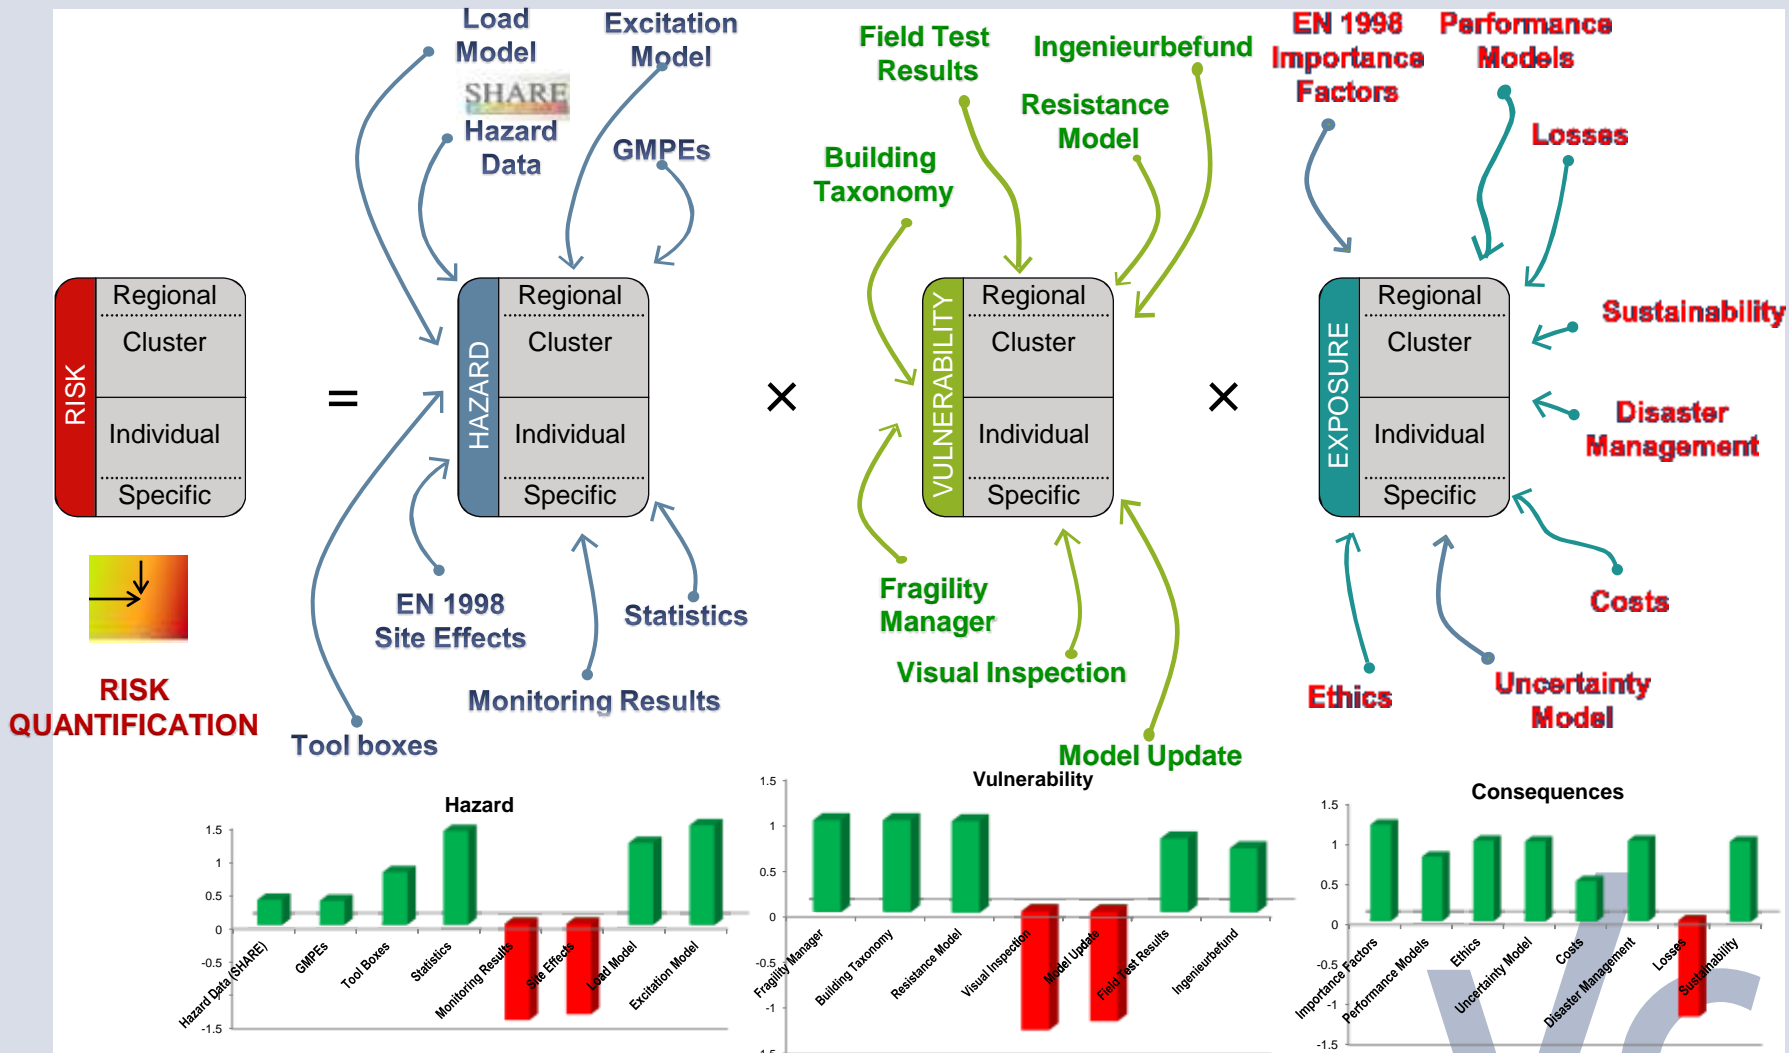 Load
Model
Excitation
Model
SHARE
Hazard
Data
GMPEs
Field Test
Results
Ingenieurbefund
Resistance
Model
Building
Taxonomy
EN 1998
Importance
Factors
Performance
Models
Losses
Sustainability
Disaster
Management
Costs
RISK
Regional
Cluster
Individual
Specific
=
HAZARD
Regional
Cluster
Individual
Specific
×
VULNERABILITY
Regional
Cluster
Individual
Specific
×
EXPOSURE
Regional
Cluster
Individual
Specific
RISK
QUANTIFICATION
EN 1998
Site Effects
Statistics
Monitoring Results
Tool boxes
Fragility
Manager
Visual Inspection
Model Update
Ethics
Uncertainty
Model
Hazard
1.5
1
0.5
0
-0.5
-1.5
Hazard Data (SHARE)
GMPEs
Tool Boxes
Statistics
Monitoring Results
Site Effects
Load Model
Excitation Model
Vulnerability
1.5
1
0.5
0
-0.5
-1
-1.5
Fragility Manager
Building Taxonomy
Resistance Model
Visual Inspection
Model Update
Field Test Results
Ingenieurbefund
Consequences
1.5
1
0.5
0
-0.5
-1
-1.5
Importance Factors
Performance Models
Ethics
Uncertainty Model
Costs
Disaster Management
Losses
Sustainability